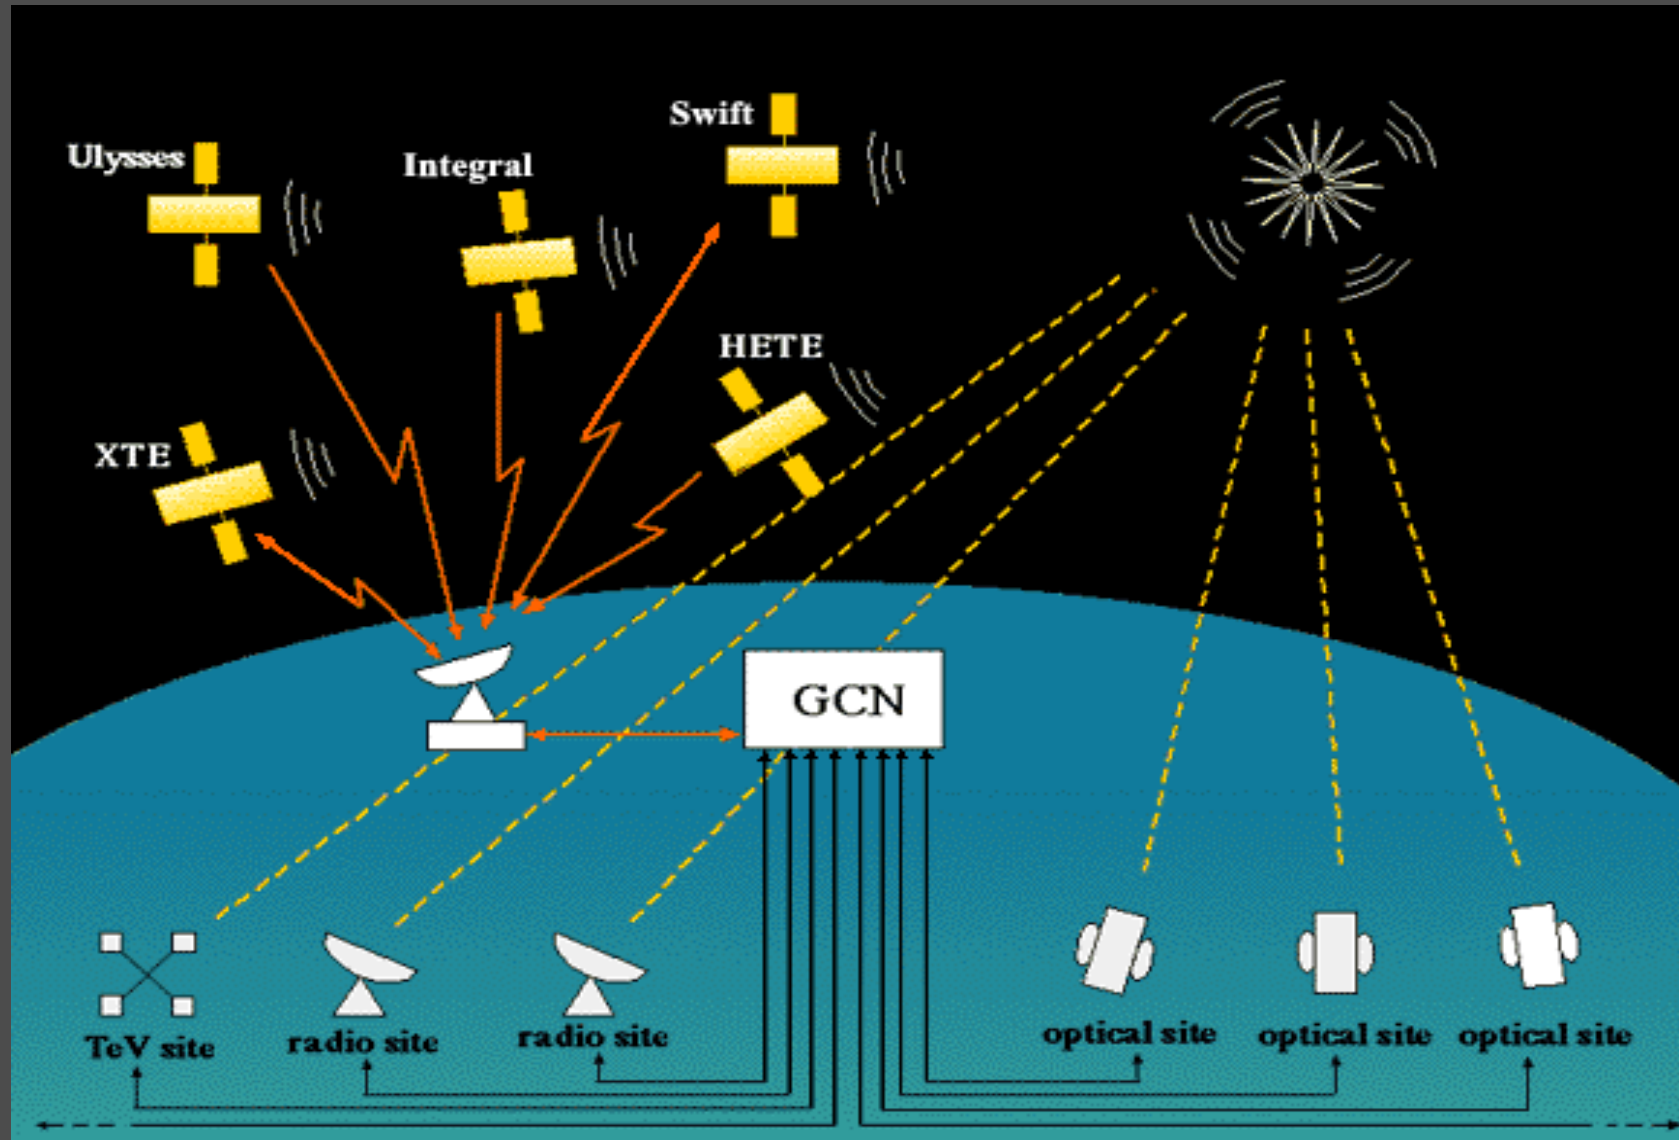 Swift
Ulysses
Integral
HETE
XTE
GCN
TeV site
radio site
radio site
optical site
optical site
optical site